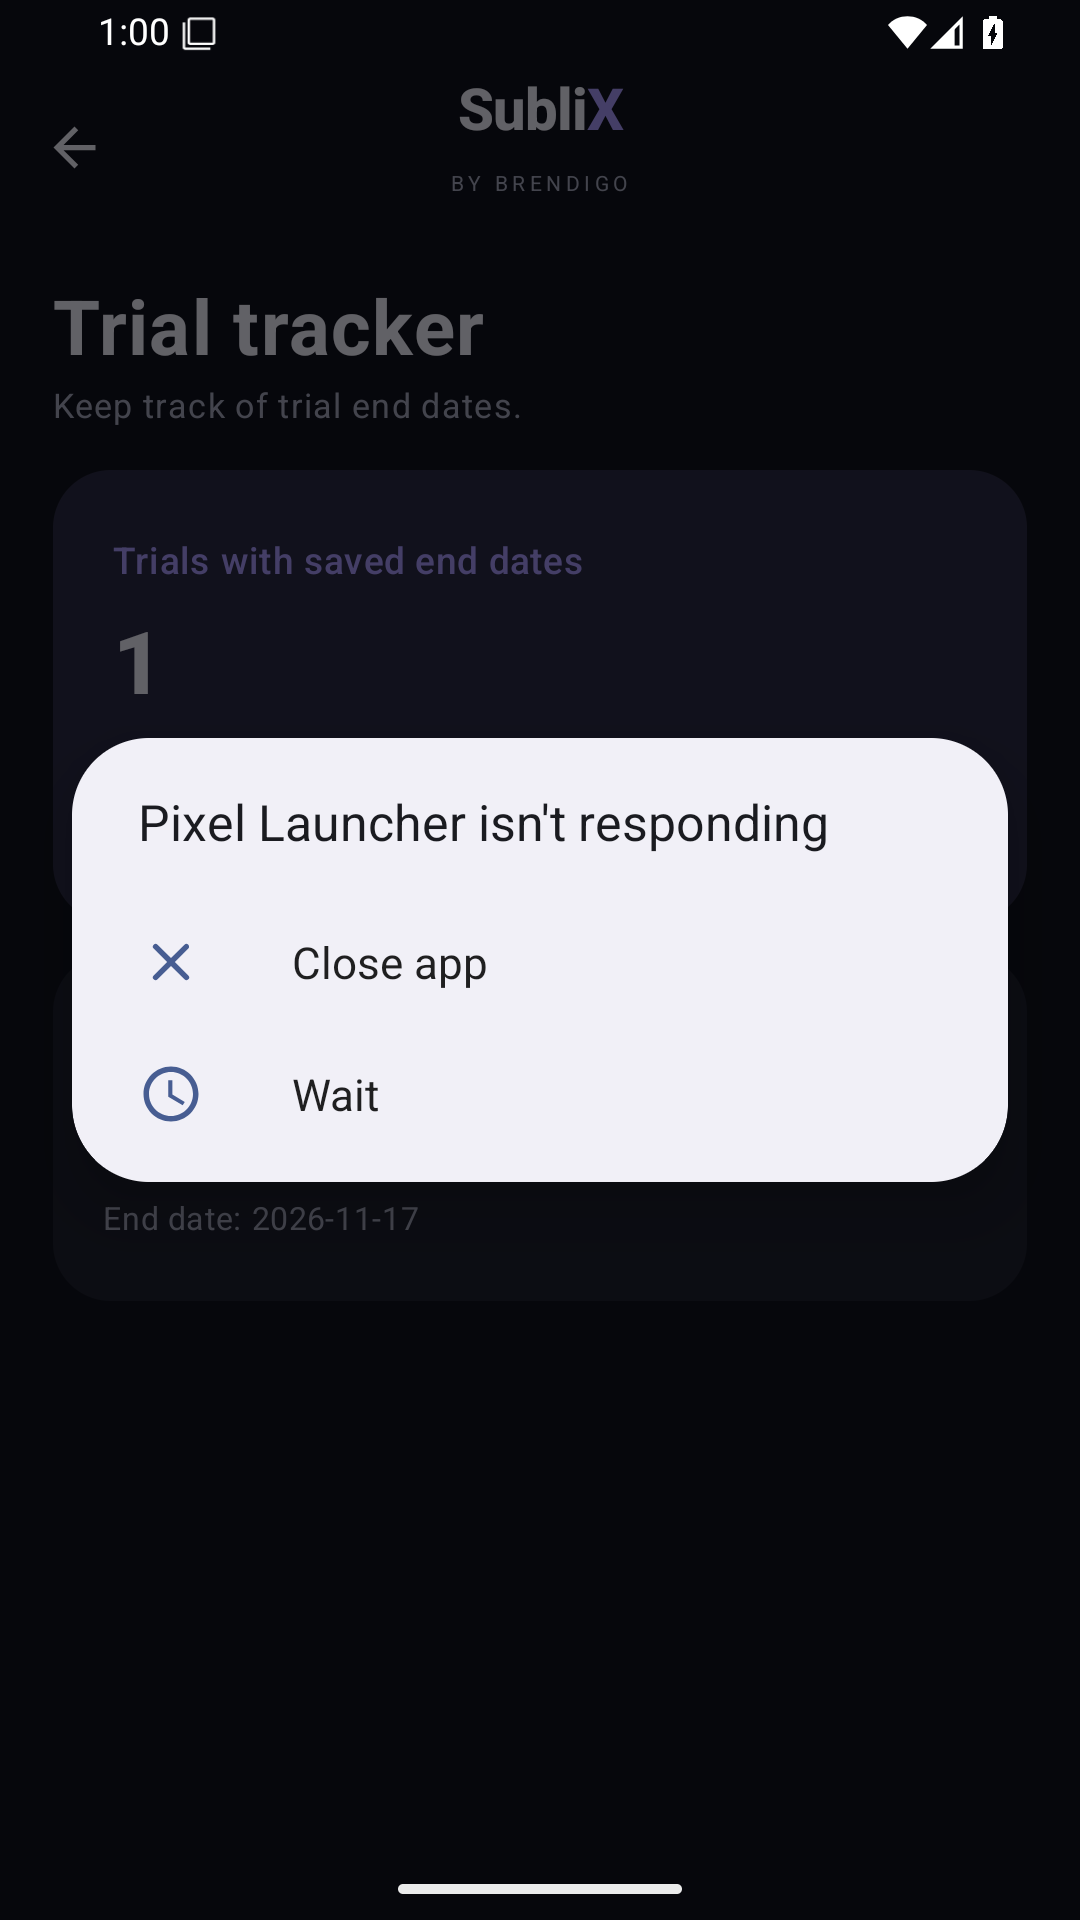 1:00
SubliX
BY BRENDIGO
Trial tracker
Keep track of trial end dates.
Trials with saved end dates
1
Pixel Launcher isn't responding
Close app
Wait
End date: 2026-11-17